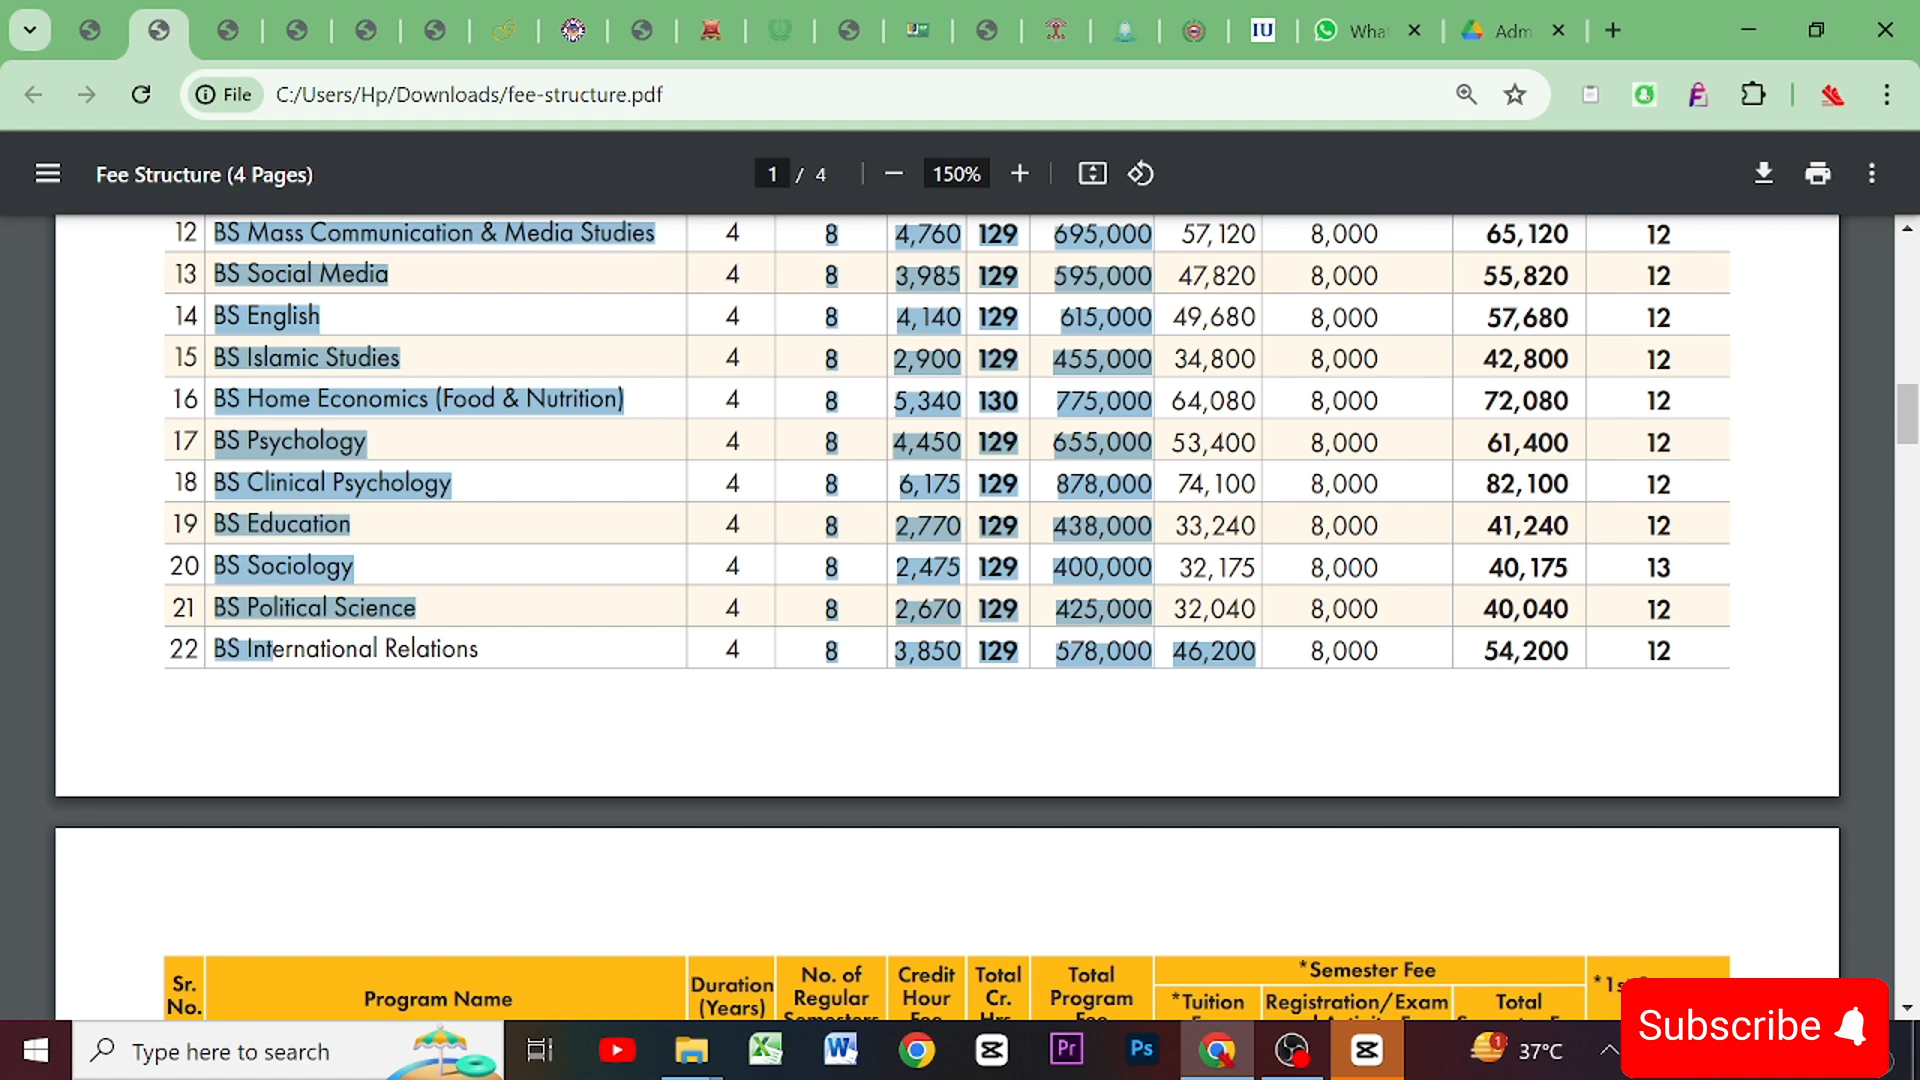 IU
Wha
Adm
File
C:/Users/Hp/Downloads/fee-structure.pdf
Fee Structure (4 Pages)
1 / 4
150%
12 BS Mass Communication & Media Studies 4 8 4,760 129 695,000 57,120 8,000 65,120 12
13 BS Social Media 4 8 3,985 129 595,000 47,820 8,000 55,820 12
14 BS English 4 8 4,140 129 615,000 49,680 8,000 57,680 12
15 BS Islamic Studies 4 8 2,900 129 455,000 34,800 8,000 42,800 12
16 BS Home Economics (Food & Nutrition) 4 8 5,340 130 775,000 64,080 8,000 72,080 12
17 BS Psychology 4 8 4,450 129 655,000 53,400 8,000 61,400 12
18 BS Clinical Psychology 4 8 6,175 129 878,000 74,100 8,000 82,100 12
19 BS Education 4 8 2,770 129 438,000 33,240 8,000 41,240 12
20 BS Sociology 4 8 2,475 129 400,000 32,175 8,000 40,175 13
21 BS Political Science 4 8 2,670 129 425,000 32,040 8,000 40,040 12
22 BS International Relations 4 8 3,850 129 578,000 46,200 8,000 54,200 12
Sr.
No.
Program Name
Duration
(Years)
No. of
Regular
Semesters
Credit
Hour
Fee
Total
Cr.
Hrs.
Total
Program
Fee
*Semester Fee
*Tuition
Registration/Exam
Total
*1s
Subscribe
Type here to search
Pr
Ps
1
37°C